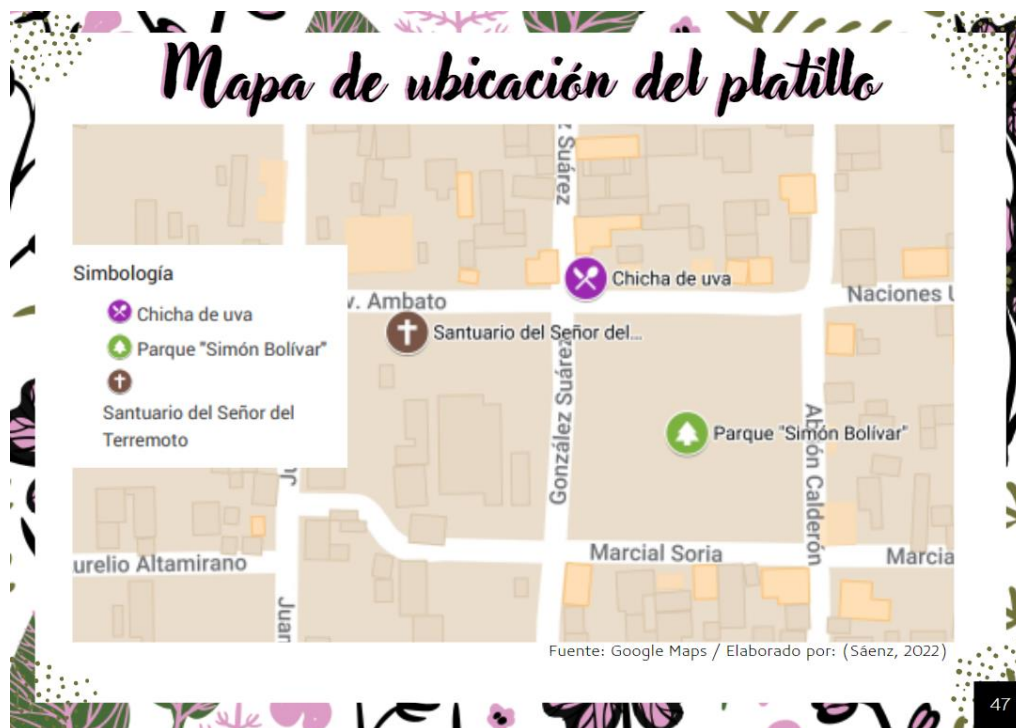 Mapa de ubicación del platillo
Suárez
Chicha de uva
Simbología
Chicha de uva
Parque "Simón Bolívar"
Santuario del Señor del
Terremoto
v. Ambato
Naciones U
Santuario del Señor del...
González Suárez
Parque "Simón Bolívar"
Abdón Calderón
Marcial Soria
Marcia
urelio Altamirano
Juan
Fuente: Google Maps / Elaborado por: (Sáenz, 2022)
47